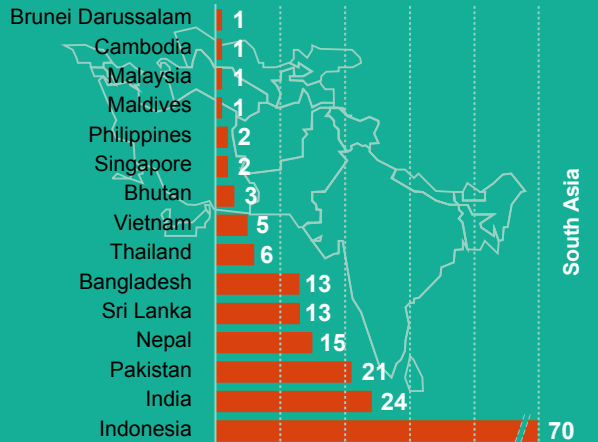 Brunei Darussalam 1
Cambodia 1
Malaysia 1
Maldives 1
Philippines 2
Singapore 2
Bhutan 3
Vietnam 5
Thailand 6
Bangladesh 13
Sri Lanka 13
Nepal 15
Pakistan 21
India 24
Indonesia 70
South Asia